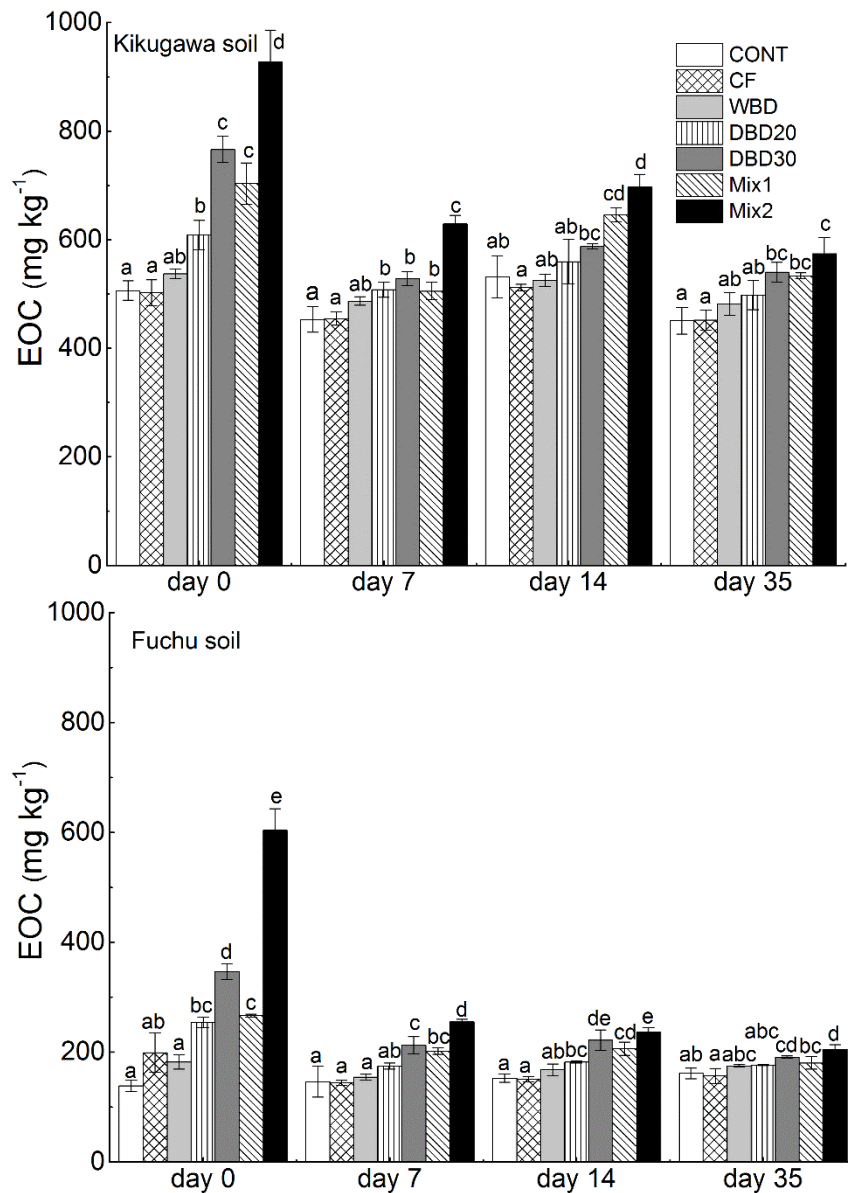 1000
Kikugawa soil
d
CONT
CF
WBD
DBD20
DBD30
Mix1
Mix2
800
600
400
200
0
EOC (mg kg⁻¹)
a a ab b c c d
a a ab b b b c
ab a ab ab bc cd d
a a ab ab bc bc c
day 0 day 7 day 14 day 35
1000
Fuchu soil
800
600
400
200
0
EOC (mg kg⁻¹)
a ab a bc d c e
a a a ab c bc d
a a ab bc de cd e
ab a abc abc cd bc d
day 0 day 7 day 14 day 35